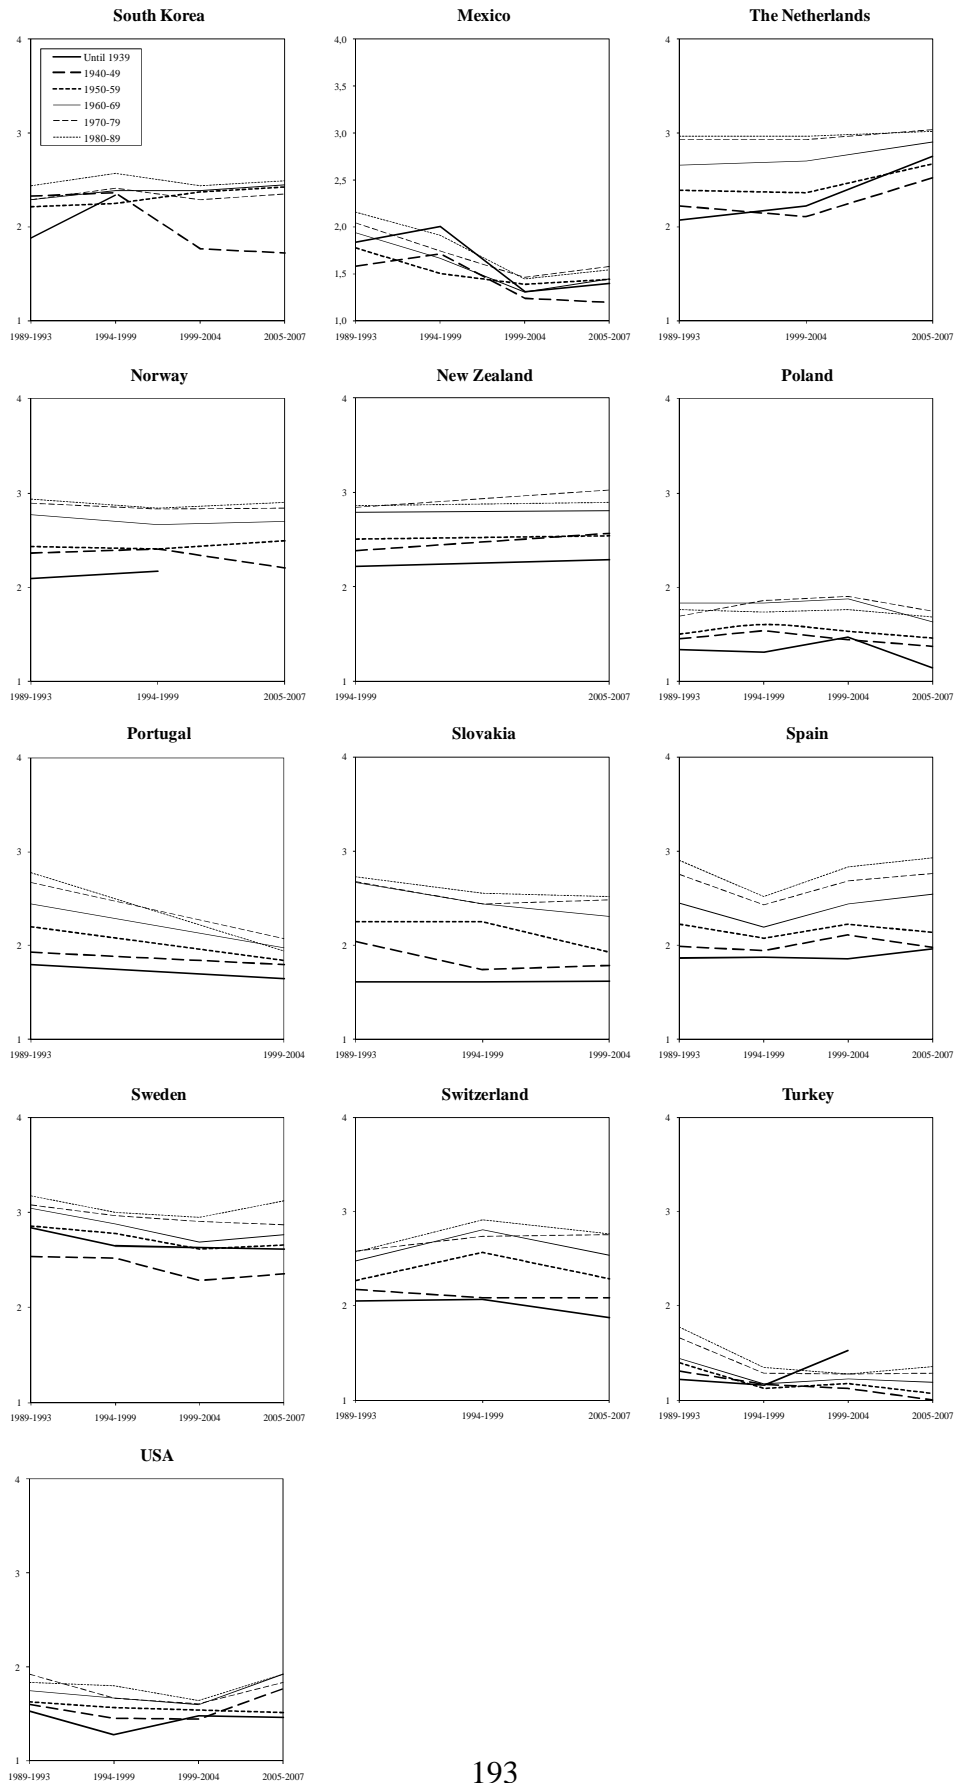 South Korea
4
3
2
1
1989-1993 1994-1999 1999-2004 2005-2007
Until 1939
1940-49
1950-59
1960-69
1970-79
1980-89
Mexico
4,0
3,5
3,0
2,5
2,0
1,5
1,0
1989-1993 1994-1999 1999-2004 2005-2007
The Netherlands
4
3
2
1
1989-1993 1999-2004 2005-2007
Norway
4
3
2
1
1989-1993 1994-1999 2005-2007
New Zealand
4
3
2
1
1994-1999 2005-2007
Poland
4
3
2
1
1989-1993 1994-1999 1999-2004 2005-2007
Portugal
4
3
2
1
1989-1993 1999-2004
Slovakia
4
3
2
1
1989-1993 1994-1999 1999-2004
Spain
4
3
2
1
1989-1993 1994-1999 1999-2004 2005-2007
Sweden
4
3
2
1
1989-1993 1994-1999 1999-2004 2005-2007
Switzerland
4
3
2
1
1989-1993 1994-1999 2005-2007
Turkey
4
3
2
1
1989-1993 1994-1999 1999-2004 2005-2007
USA
4
3
2
1
1989-1993 1994-1999 1999-2004 2005-2007
193